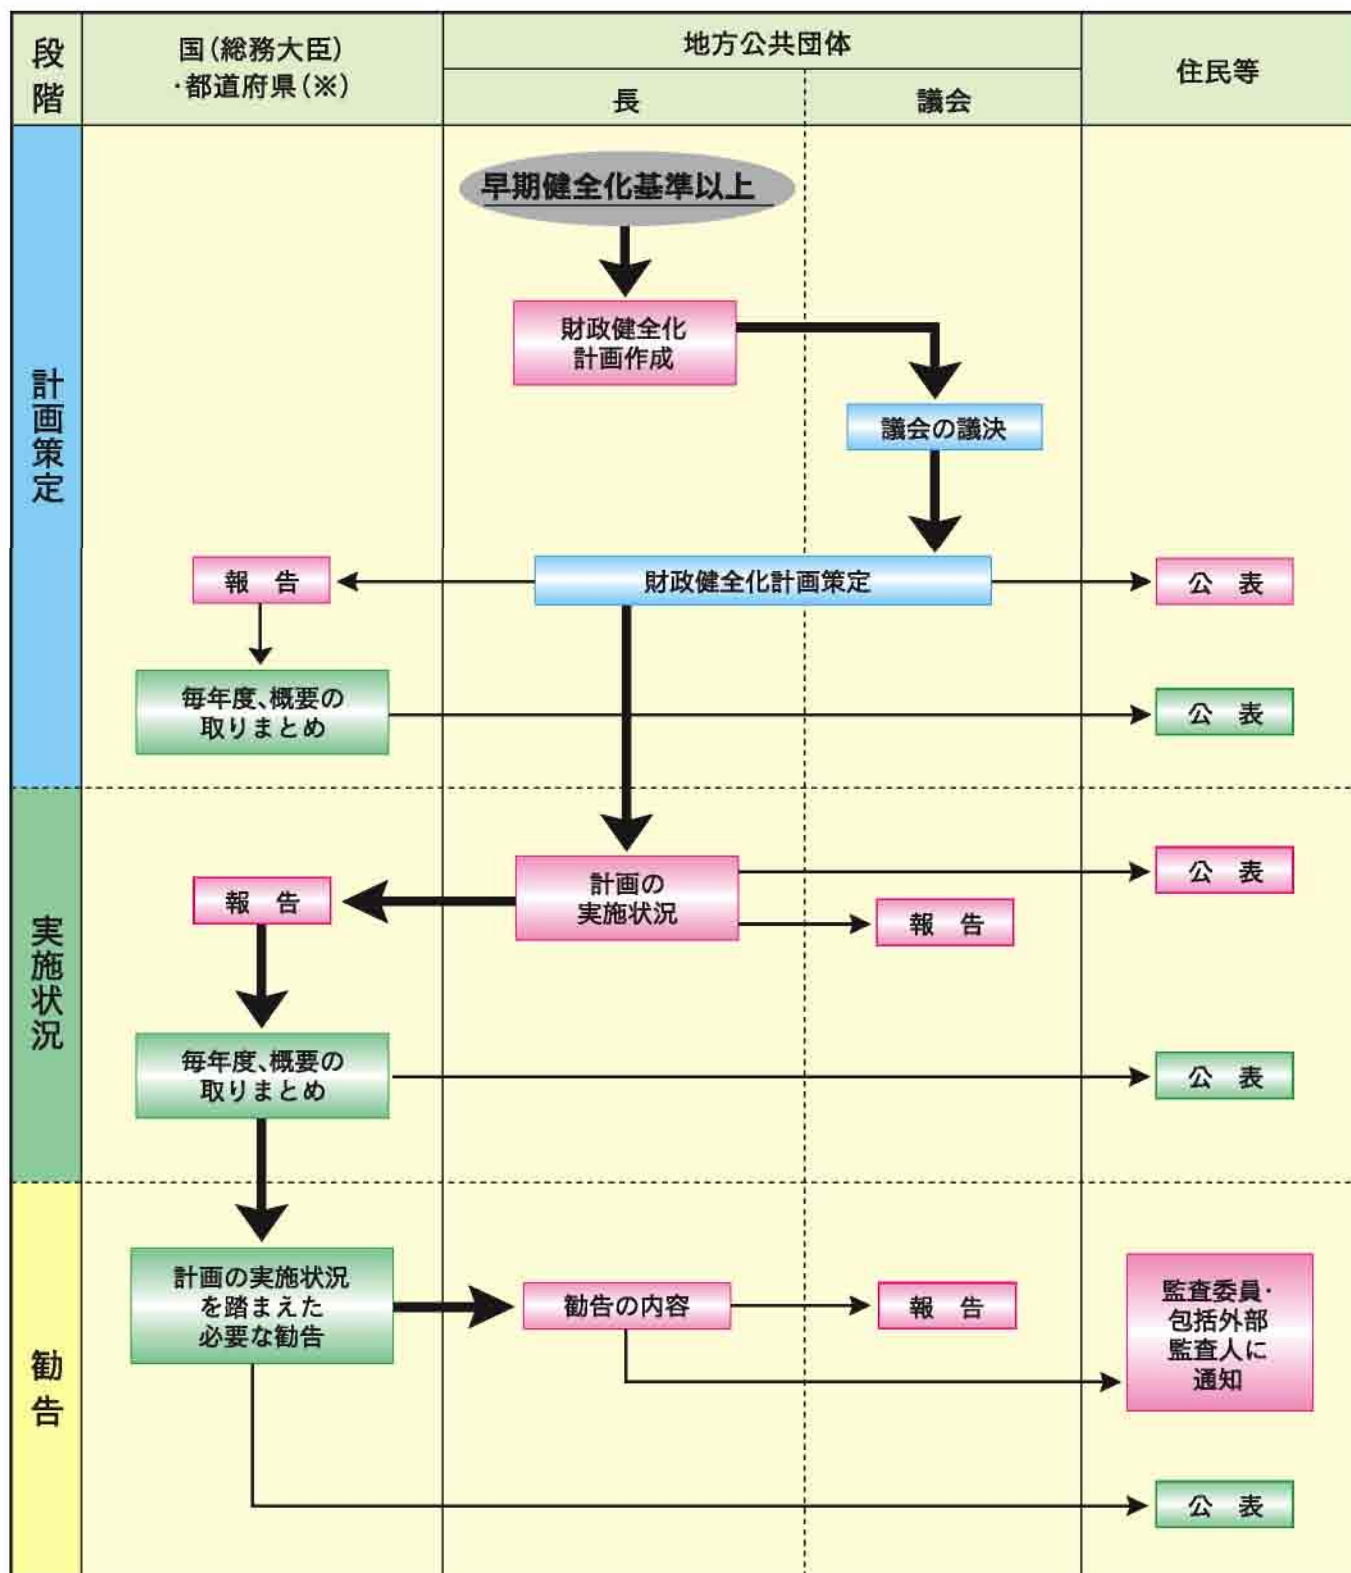 段階
国(総務大臣)
・都道府県(※)
地方公共団体
長
議会
住民等
計画策定
早期健全化基準以上
財政健全化
計画作成
議会の議決
報 告
財政健全化計画策定
公 表
毎年度、概要の
取りまとめ
公 表
実施状況
計画の
実施状況
公 表
報 告
報 告
毎年度、概要の
取りまとめ
公 表
勧告
計画の実施状況
を踏まえた
必要な勧告
勧告の内容
報 告
監査委員・
包括外部
監査人に
通知
公 表